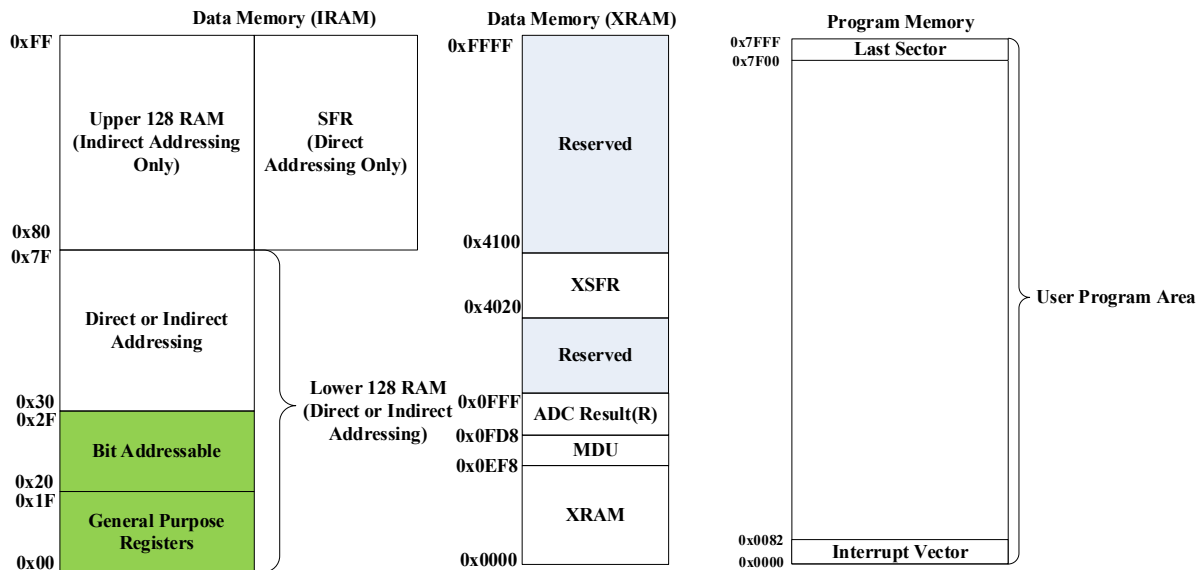 Data Memory (IRAM)
0xFF
Upper 128 RAM
(Indirect Addressing
Only)
SFR
(Direct
Addressing Only)
0x80
0x7F
Direct or Indirect
Addressing
0x30
0x2F
Bit Addressable
0x20
0x1F
General Purpose
Registers
0x00
Lower 128 RAM
(Direct or Indirect
Addressing)
Data Memory (XRAM)
0xFFFF
Reserved
0x4100
XSFR
0x4020
Reserved
0x0FFF
ADC Result(R)
0x0FD8
MDU
0x0EF8
XRAM
0x0000
Program Memory
0x7FFF
Last Sector
0x7F00
User Program Area
0x0082
Interrupt Vector
0x0000